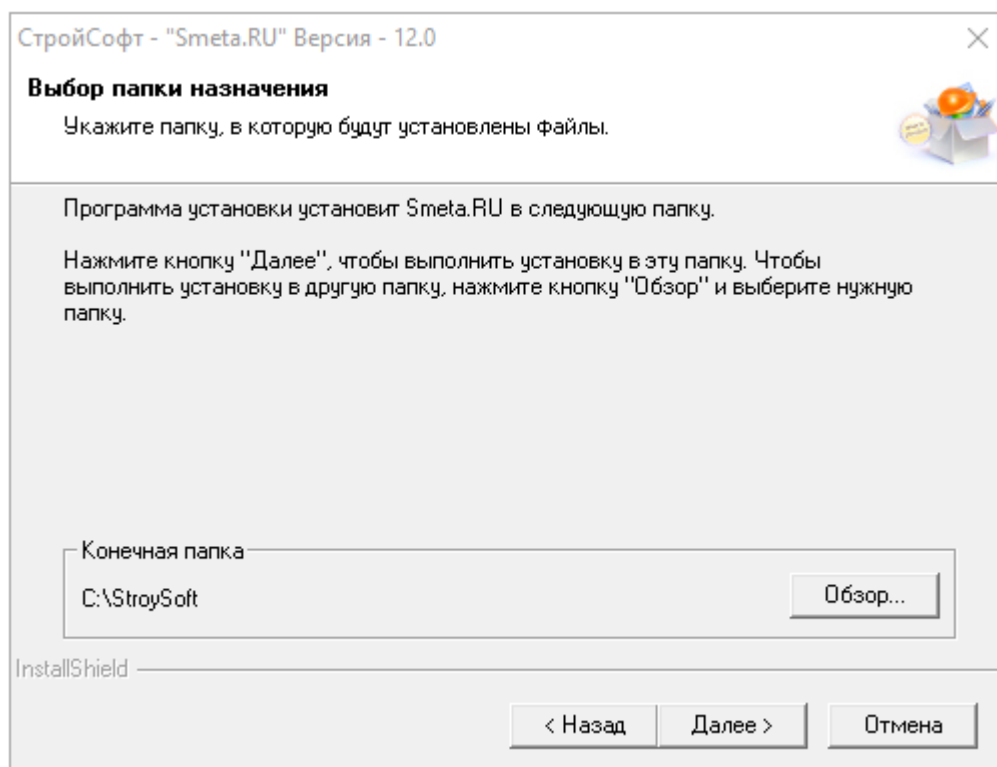 СтройСофт - "Smeta.RU" Версия - 12.0
Выбор папки назначения
Укажите папку, в которую будут установлены файлы.
Программа установки установит Smeta.RU в следующую папку.
Нажмите кнопку "Далее", чтобы выполнить установку в эту папку. Чтобы
выполнить установку в другую папку, нажмите кнопку "Обзор" и выберите нужную
папку.
Конечная папка
C:\StroySoft
Обзор...
InstallShield
< Назад
Далее >
Отмена